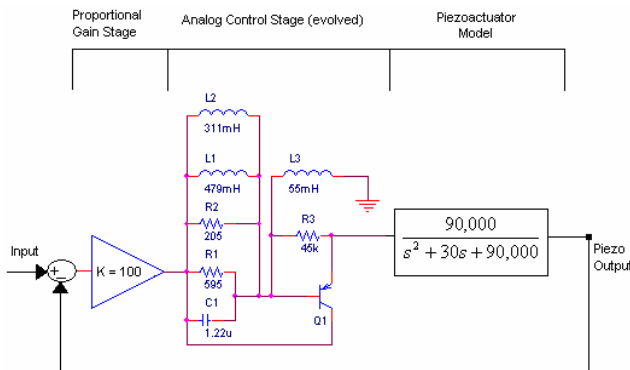 Proportional
Gain Stage
Analog Control Stage (evolved)
Piezoactuator
Model
L2
311mH
L1
479mH
L3
55mH
R2
205
R3
45k
Input
+
-
K = 100
R1
595
C1
1.22u
Q1
90,000
s² + 30s + 90,000
Piezo
Output